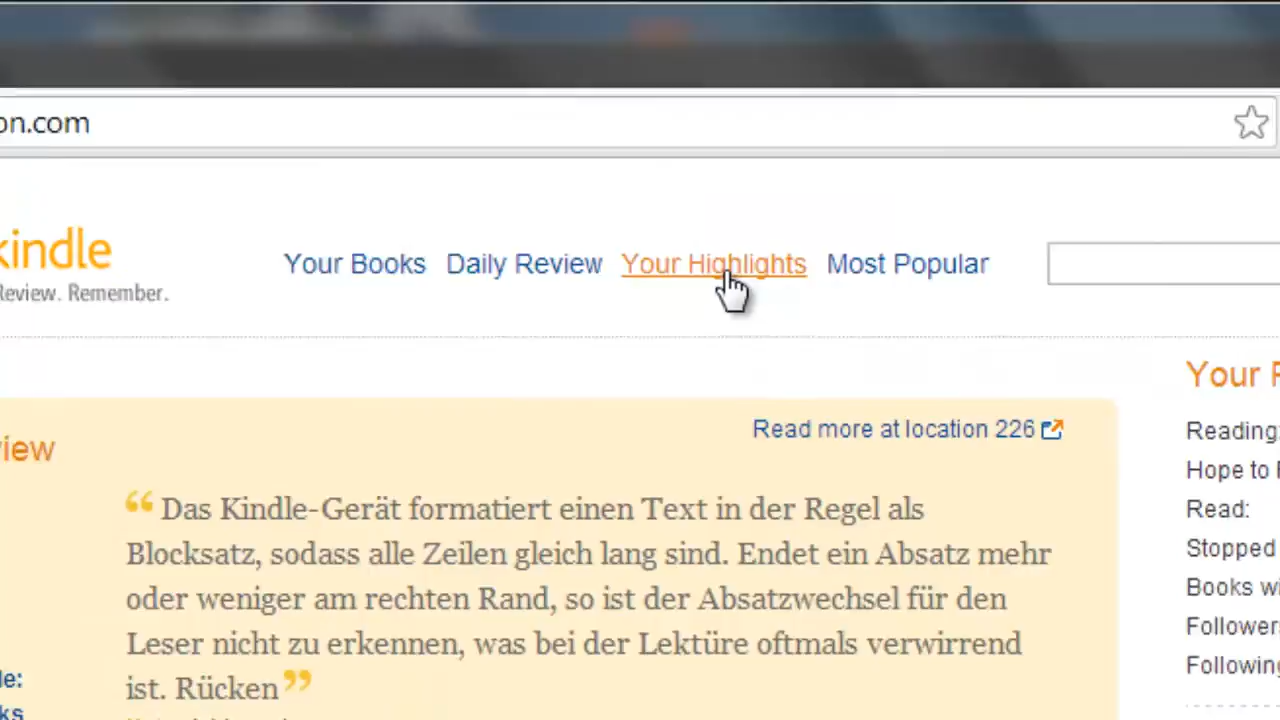 on.com
kindle
Review. Remember.
Your Books Daily Review Your Highlights Most Popular
Your
Reading:
Hope to
Read:
Stopped
Books
Followers
Following
Read more at location 226
view
“ Das Kindle-Gerät formatiert einen Text in der Regel als
Blocksatz, sodass alle Zeilen gleich lang sind. Endet ein Absatz mehr
oder weniger am rechten Rand, so ist der Absatzwechsel für den
Leser nicht zu erkennen, was bei der Lektüre oftmals verwirrend
ist. Rücken ”
le:
ks